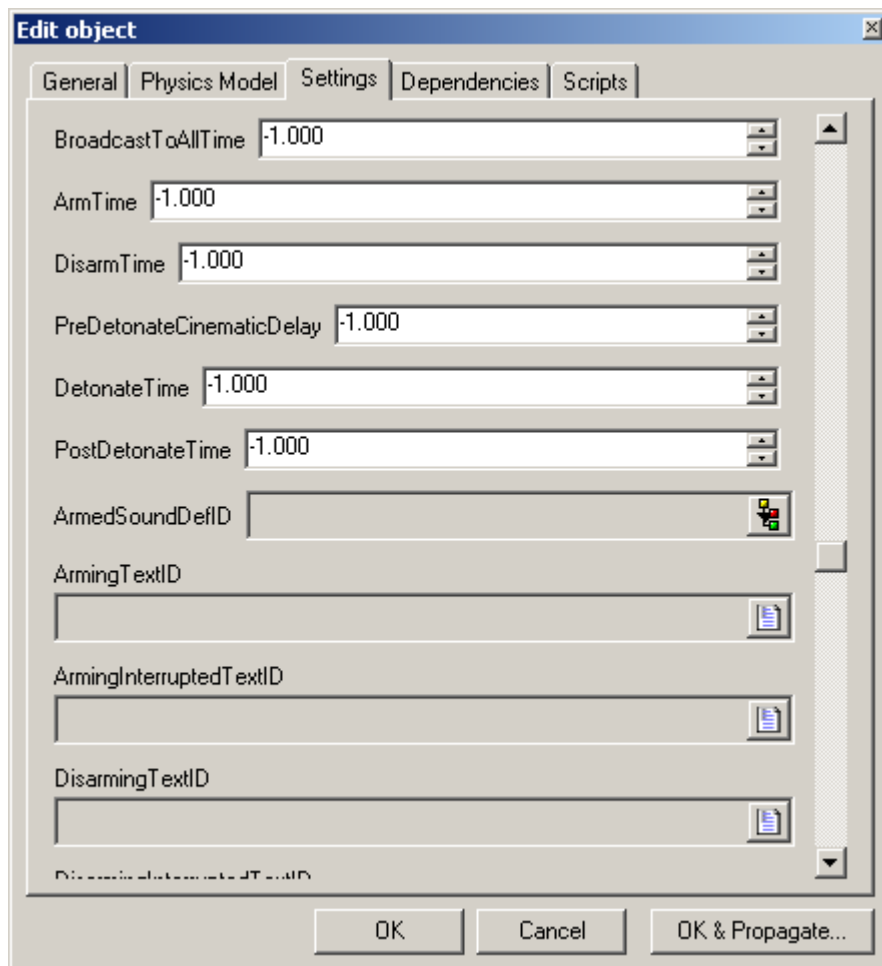 Edit object
General Physics Model Settings Dependencies Scripts
BroadcastToAllTime -1.000
ArmTime -1.000
DisarmTime -1.000
PreDetonateCinematicDelay -1.000
DetonateTime -1.000
PostDetonateTime -1.000
ArmedSoundDefID
ArmingTextID
ArmingInterruptedTextID
DisarmingTextID
DisarmingInterruptedTextID
OK Cancel OK & Propagate...